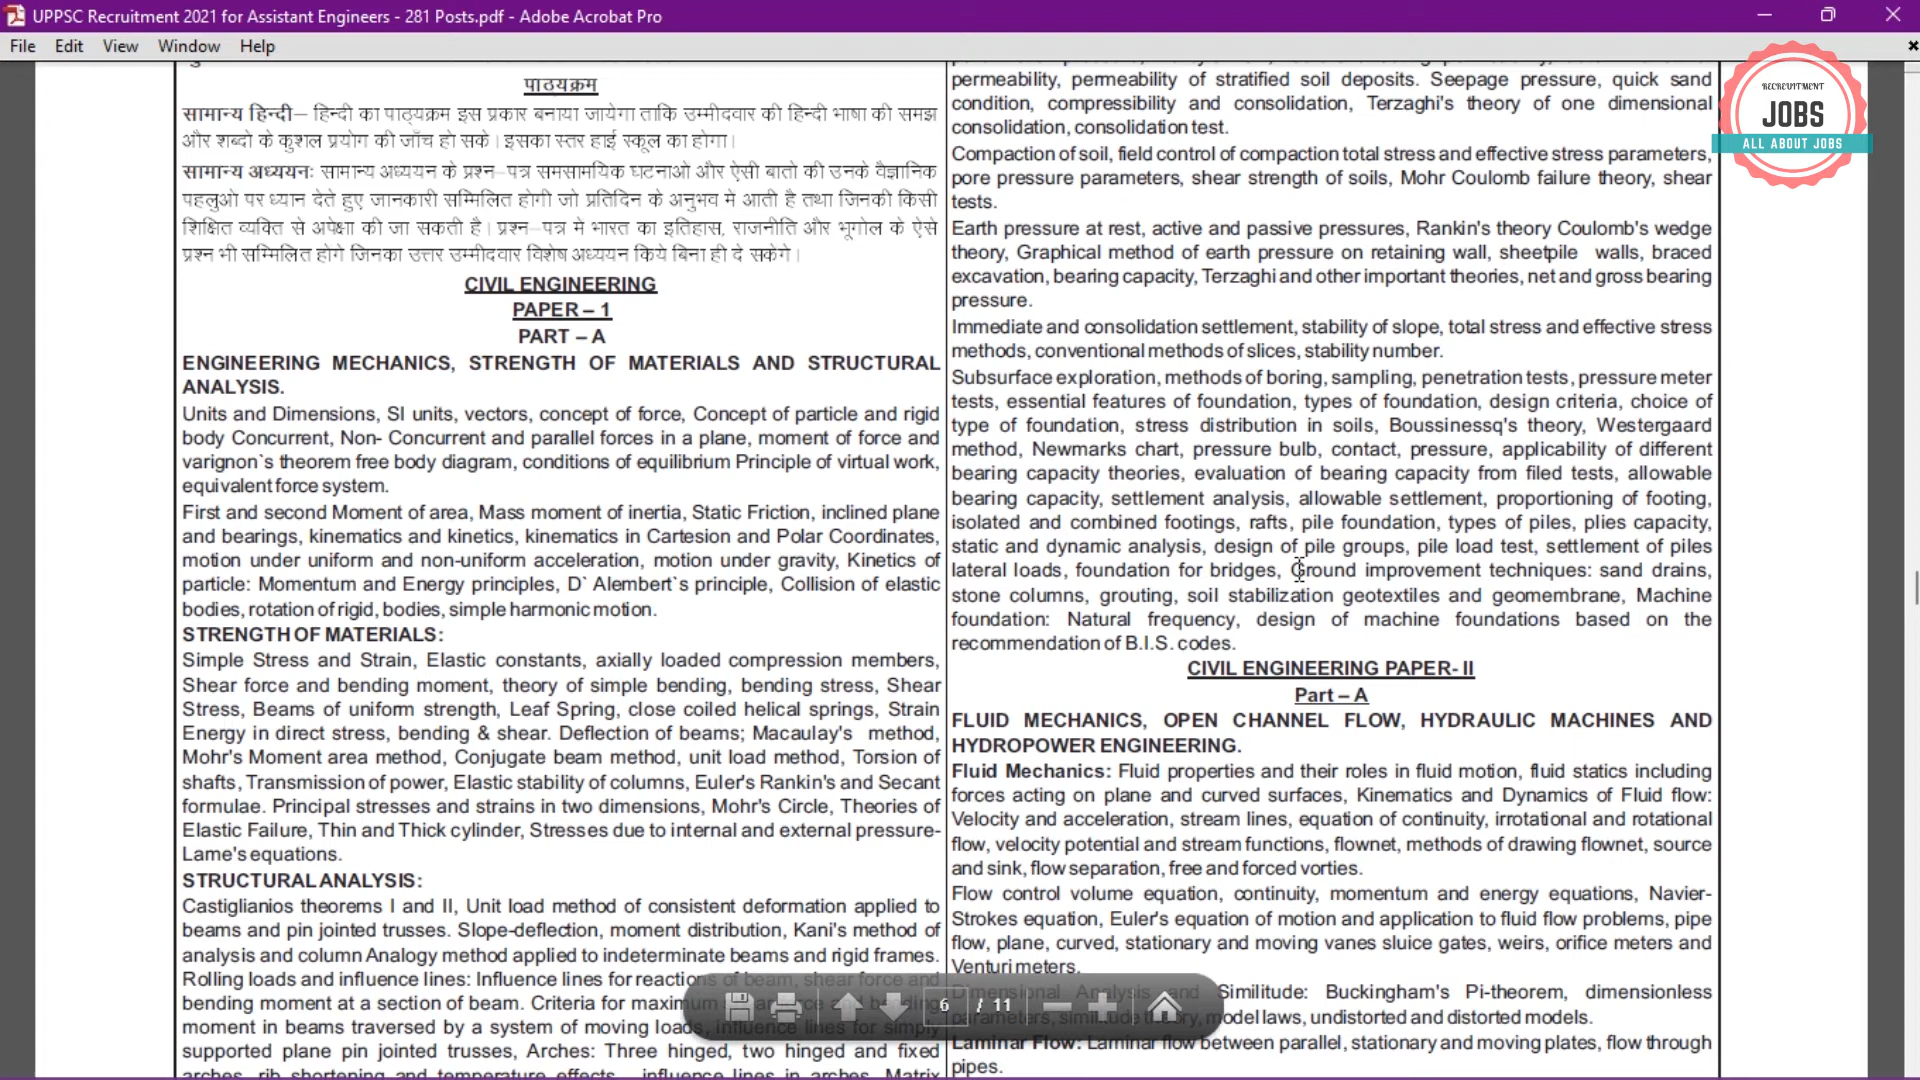 UPPSC Recruitment 2021 for Assistant Engineers - 281 Posts.pdf - Adobe Acrobat Pro
File Edit View Window Help
RECRUITMENT
JOBS
ALL ABOUT JOBS
पाठ्यक्रम
सामान्य हिन्दी– हिन्दी का पाठ्यक्रम इस प्रकार बनाया जायेगा ताकि उम्मीदवार की हिन्दी भाषा की समझ
और शब्दो के कुशल प्रयोग की जाँच हो सके। इसका स्तर हाई स्कूल का होगा।
सामान्य अध्ययनः सामान्य अध्ययन के प्रश्न–पत्र समसामयिक घटनाओ और ऐसी बातो की उनके वैज्ञानिक
पहलुओ पर ध्यान देते हुए जानकारी सम्मिलित होगी जो प्रतिदिन के अनुभव मे आती है तथा जिनकी किसी
शिक्षित व्यक्ति से अपेक्षा की जा सकती है। प्रश्न–पत्र मे भारत का इतिहास, राजनीति और भूगोल के ऐसे
प्रश्न भी सम्मिलित होगे जिनका उत्तर उम्मीदवार विशेष अध्ययन किये बिना ही दे सकेगे।
CIVIL ENGINEERING
PAPER – 1
PART – A
ENGINEERING MECHANICS, STRENGTH OF MATERIALS AND STRUCTURAL
ANALYSIS.
Units and Dimensions, SI units, vectors, concept of force, Concept of particle and rigid
body Concurrent, Non- Concurrent and parallel forces in a plane, moment of force and
varignon`s theorem free body diagram, conditions of equilibrium Principle of virtual work,
equivalent force system.
First and second Moment of area, Mass moment of inertia, Static Friction, inclined plane
and bearings, kinematics and kinetics, kinematics in Cartesion and Polar Coordinates,
motion under uniform and non-uniform acceleration, motion under gravity, Kinetics of
particle: Momentum and Energy principles, D` Alembert`s principle, Collision of elastic
bodies, rotation of rigid, bodies, simple harmonic motion.
STRENGTH OF MATERIALS:
Simple Stress and Strain, Elastic constants, axially loaded compression members,
Shear force and bending moment, theory of simple bending, bending stress, Shear
Stress, Beams of uniform strength, Leaf Spring, close coiled helical springs, Strain
Energy in direct stress, bending & shear. Deflection of beams; Macaulay's method,
Mohr's Moment area method, Conjugate beam method, unit load method, Torsion of
shafts, Transmission of power, Elastic stability of columns, Euler's Rankin's and Secant
formulae. Principal stresses and strains in two dimensions, Mohr's Circle, Theories of
Elastic Failure, Thin and Thick cylinder, Stresses due to internal and external pressure-
Lame's equations.
STRUCTURAL ANALYSIS:
Castiglianios theorems I and II, Unit load method of consistent deformation applied to
beams and pin jointed trusses. Slope-deflection, moment distribution, Kani's method of
analysis and column Analogy method applied to indeterminate beams and rigid frames.
Rolling loads and influence lines: Influence lines for reactions of beam, shear force and
bending moment at a section of beam. Criteria for maximum shear force and bending
moment in beams traversed by a system of moving loads, influence lines for simply
supported plane pin jointed trusses, Arches: Three hinged, two hinged and fixed
arches, rib shortening and temperature effects, influence lines in arches, Matrix
permeability, permeability of stratified soil deposits. Seepage pressure, quick sand
condition, compressibility and consolidation, Terzaghi's theory of one dimensional
consolidation, consolidation test.
Compaction of soil, field control of compaction total stress and effective stress parameters,
pore pressure parameters, shear strength of soils, Mohr Coulomb failure theory, shear
tests.
Earth pressure at rest, active and passive pressures, Rankin's theory Coulomb's wedge
theory, Graphical method of earth pressure on retaining wall, sheetpile walls, braced
excavation, bearing capacity, Terzaghi and other important theories, net and gross bearing
pressure.
Immediate and consolidation settlement, stability of slope, total stress and effective stress
methods, conventional methods of slices, stability number.
Subsurface exploration, methods of boring, sampling, penetration tests, pressure meter
tests, essential features of foundation, types of foundation, design criteria, choice of
type of foundation, stress distribution in soils, Boussinessq's theory, Westergaard
method, Newmarks chart, pressure bulb, contact, pressure, applicability of different
bearing capacity theories, evaluation of bearing capacity from filed tests, allowable
bearing capacity, settlement analysis, allowable settlement, proportioning of footing,
isolated and combined footings, rafts, pile foundation, types of piles, plies capacity,
static and dynamic analysis, design of pile groups, pile load test, settlement of piles
lateral loads, foundation for bridges, Ground improvement techniques: sand drains,
stone columns, grouting, soil stabilization geotextiles and geomembrane, Machine
foundation: Natural frequency, design of machine foundations based on the
recommendation of B.I.S. codes.
CIVIL ENGINEERING PAPER- II
Part – A
FLUID MECHANICS, OPEN CHANNEL FLOW, HYDRAULIC MACHINES AND
HYDROPOWER ENGINEERING.
Fluid Mechanics: Fluid properties and their roles in fluid motion, fluid statics including
forces acting on plane and curved surfaces, Kinematics and Dynamics of Fluid flow:
Velocity and acceleration, stream lines, equation of continuity, irrotational and rotational
flow, velocity potential and stream functions, flownet, methods of drawing flownet, source
and sink, flow separation, free and forced vorties.
Flow control volume equation, continuity, momentum and energy equations, Navier-
Strokes equation, Euler's equation of motion and application to fluid flow problems, pipe
flow, plane, curved, stationary and moving vanes sluice gates, weirs, orifice meters and
Venturi meters.
Dimensional Analysis and Similitude: Buckingham's Pi-theorem, dimensionless
parameters, similitude theory, model laws, undistorted and distorted models.
Laminar Flow: Laminar flow between parallel, stationary and moving plates, flow through
pipes.
6 / 11